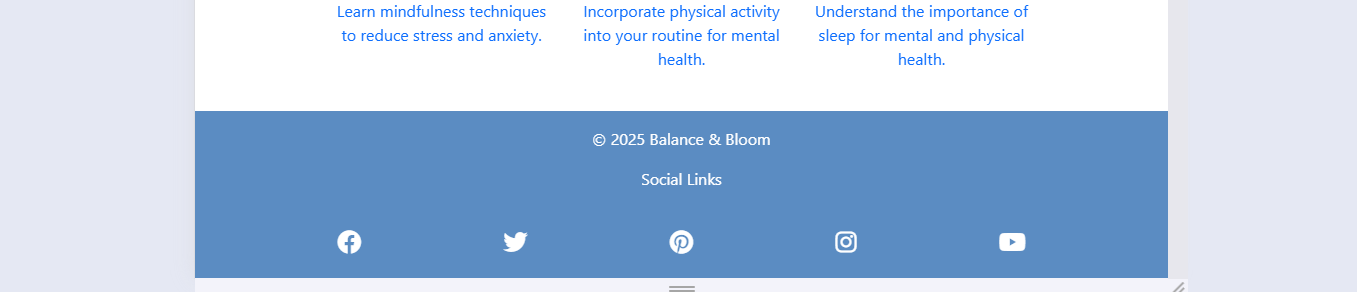 Learn mindfulness techniques
to reduce stress and anxiety.
Incorporate physical activity
into your routine for mental
health.
Understand the importance of
sleep for mental and physical
health.
© 2025 Balance & Bloom
Social Links